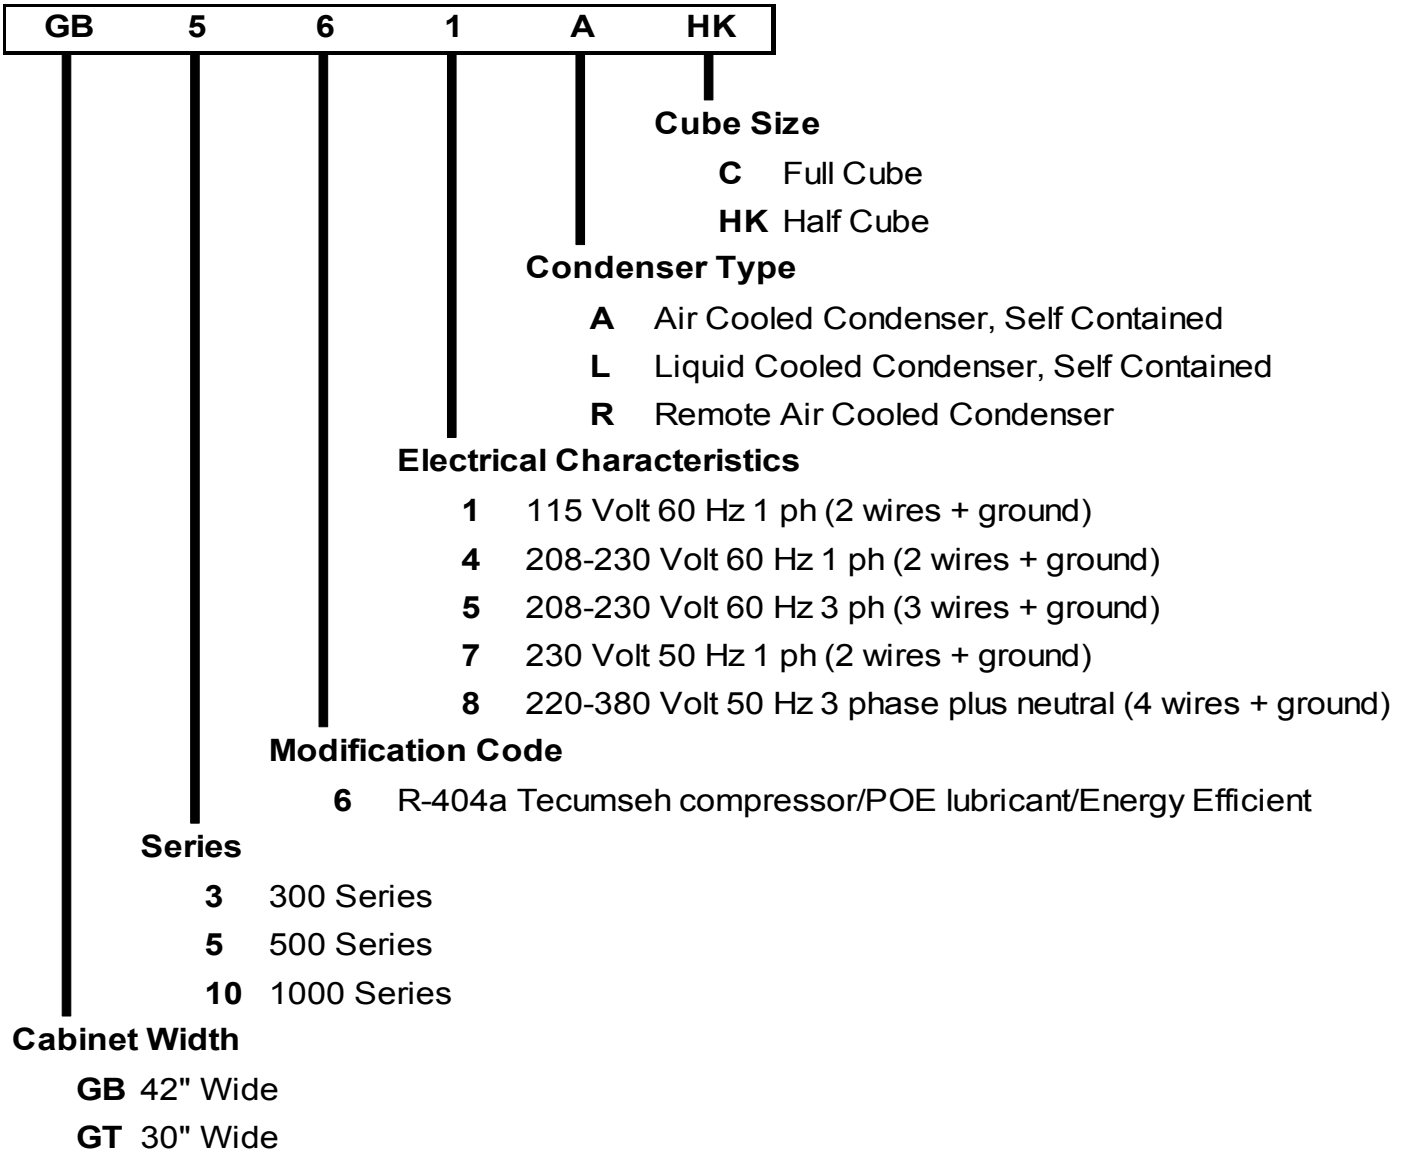 GB 5 6 1 A HK
Cube Size
C Full Cube
HK Half Cube
Condenser Type
A Air Cooled Condenser, Self Contained
L Liquid Cooled Condenser, Self Contained
R Remote Air Cooled Condenser
Electrical Characteristics
1 115 Volt 60 Hz 1 ph (2 wires + ground)
4 208-230 Volt 60 Hz 1 ph (2 wires + ground)
5 208-230 Volt 60 Hz 3 ph (3 wires + ground)
7 230 Volt 50 Hz 1 ph (2 wires + ground)
8 220-380 Volt 50 Hz 3 phase plus neutral (4 wires + ground)
Modification Code
6 R-404a Tecumseh compressor/POE lubricant/Energy Efficient
Series
3 300 Series
5 500 Series
10 1000 Series
Cabinet Width
GB 42" Wide
GT 30" Wide